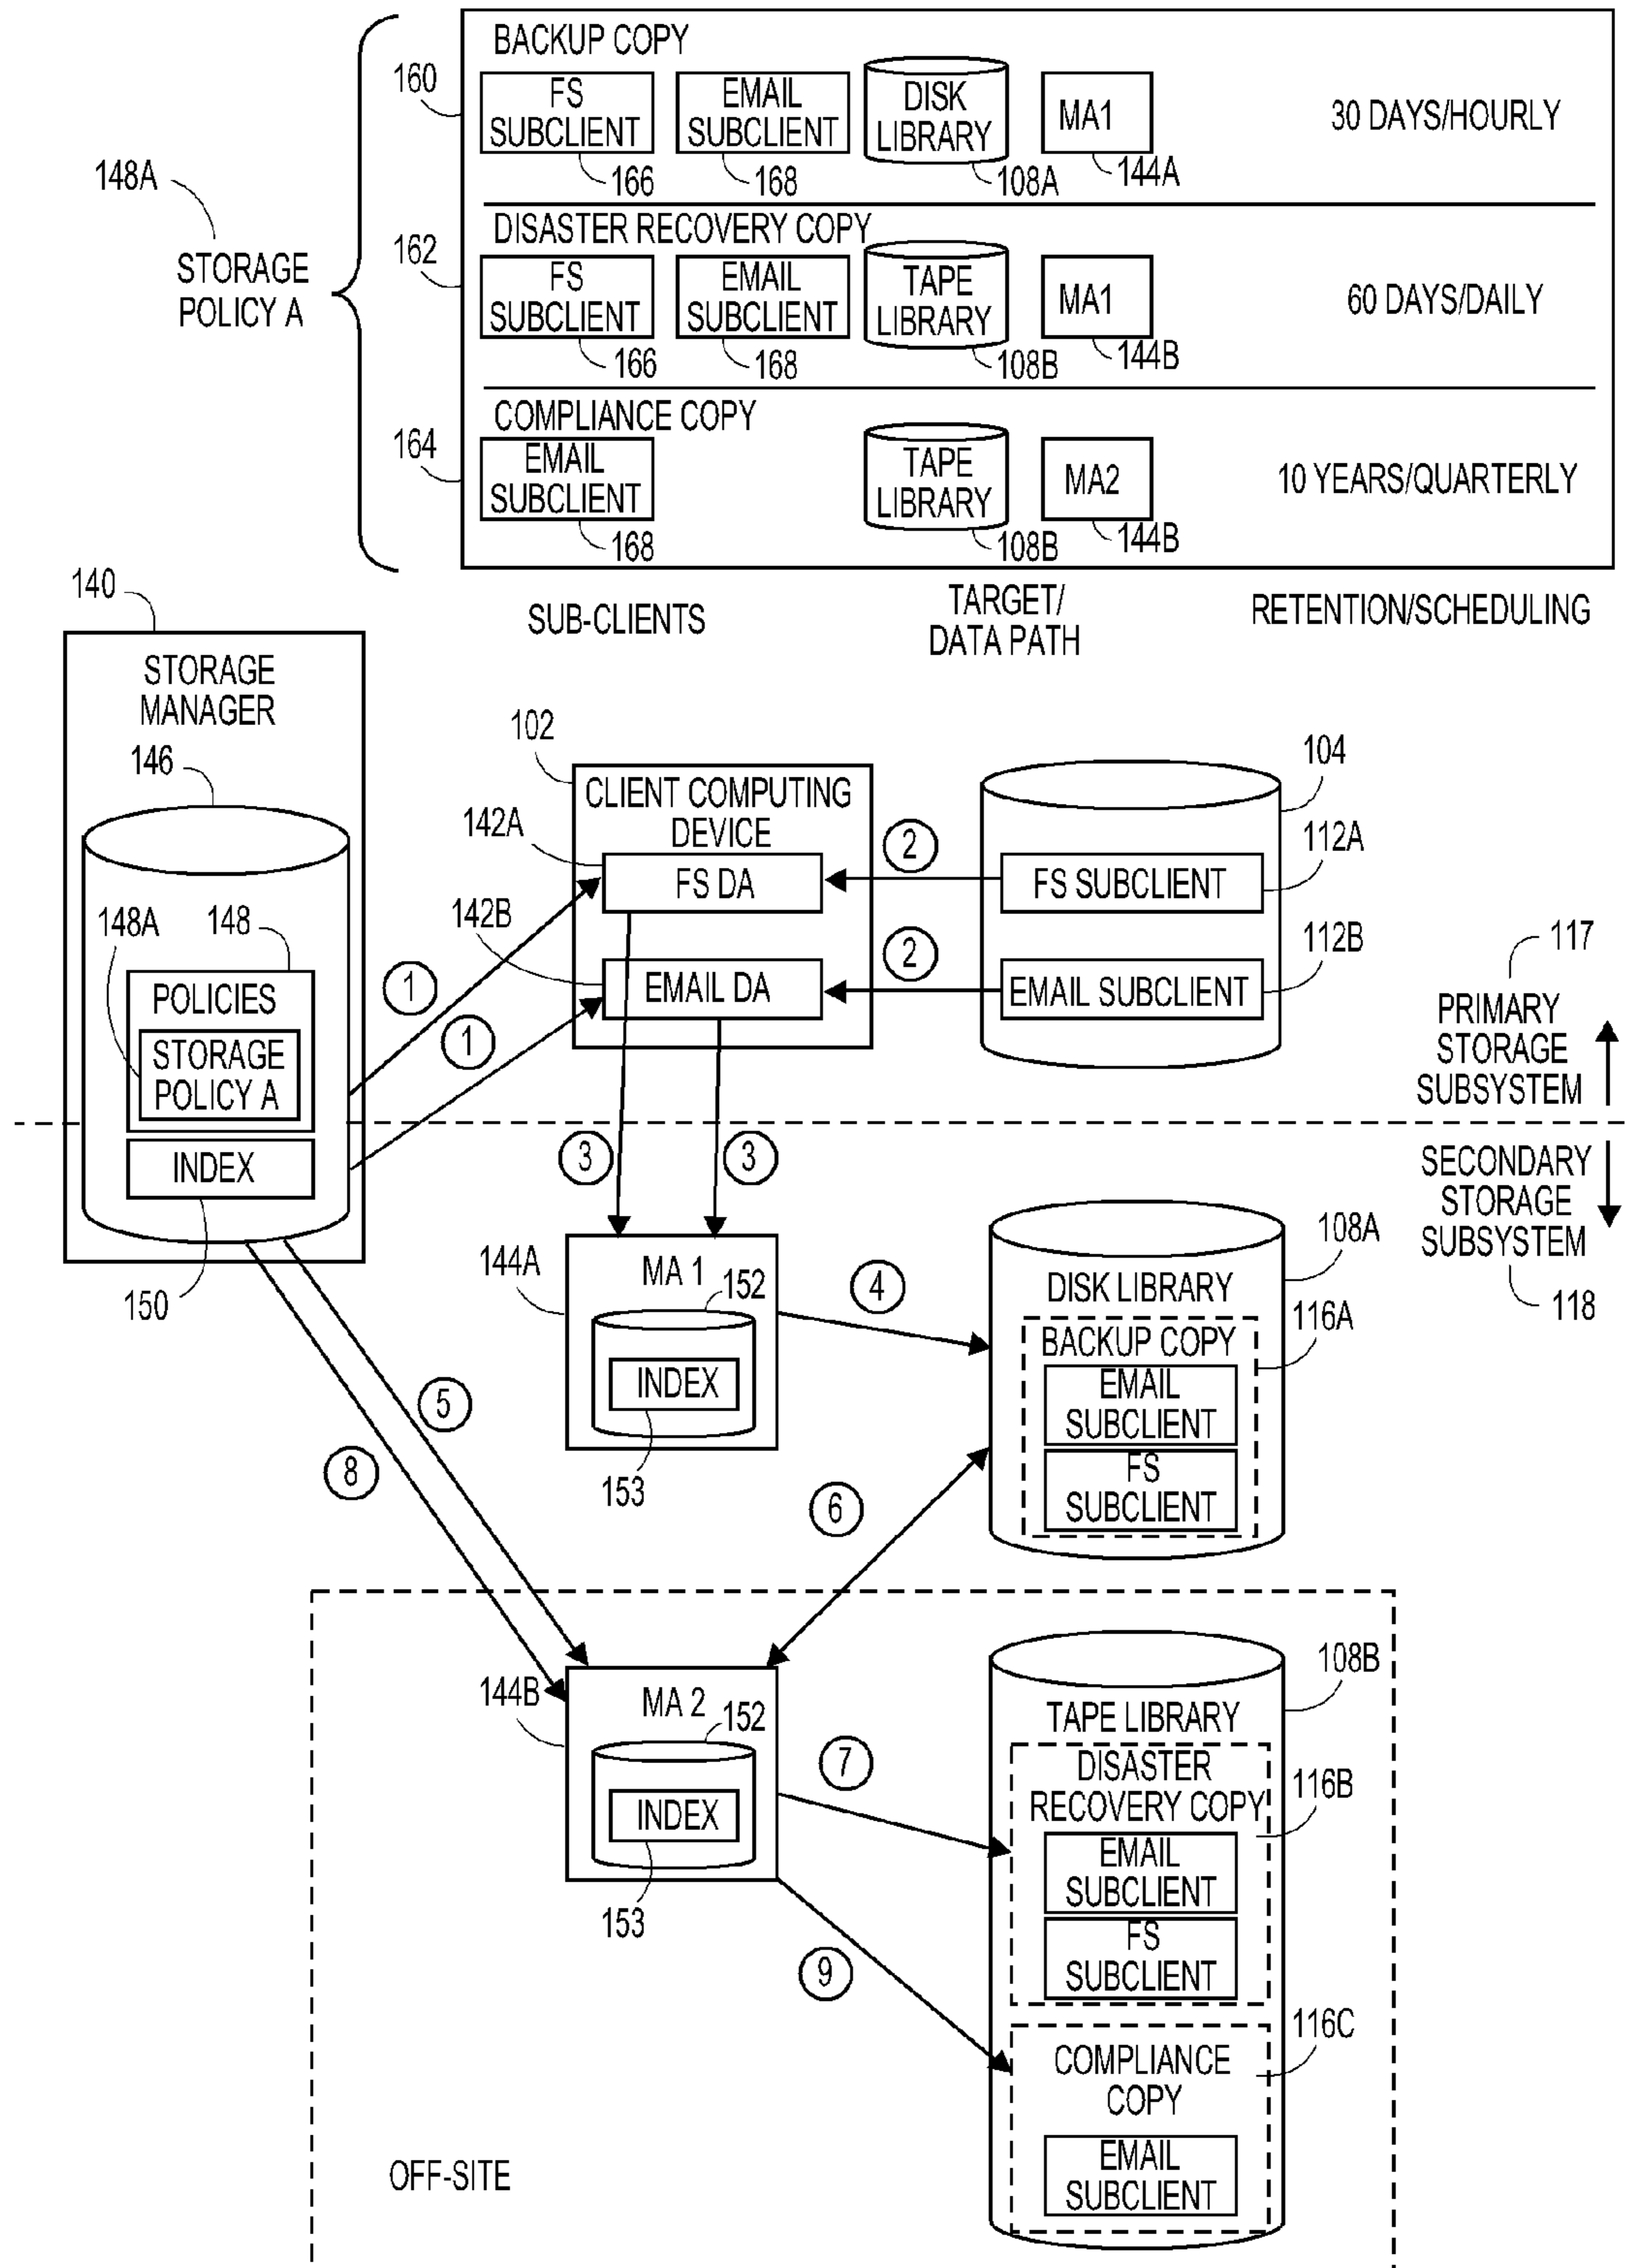 BACKUP COPY
160
FS
SUBCLIENT
166
EMAIL
SUBCLIENT
168
DISK
LIBRARY
108A
MA1
144A
30 DAYS/HOURLY
148A
STORAGE
POLICY A
DISASTER RECOVERY COPY
162
FS
SUBCLIENT
166
EMAIL
SUBCLIENT
168
TAPE
LIBRARY
108B
MA1
144B
60 DAYS/DAILY
COMPLIANCE COPY
164
EMAIL
SUBCLIENT
168
TAPE
LIBRARY
108B
MA2
144B
10 YEARS/QUARTERLY
SUB-CLIENTS
TARGET/
DATA PATH
RETENTION/SCHEDULING
140
STORAGE
MANAGER
146
148A
148
POLICIES
STORAGE
POLICY A
INDEX
150
1
1
102
CLIENT COMPUTING
DEVICE
142A
FS DA
142B
EMAIL DA
2
2
104
FS SUBCLIENT
112A
EMAIL SUBCLIENT
112B
117
PRIMARY
STORAGE
SUBSYSTEM
SECONDARY
STORAGE
SUBSYSTEM
118
3
3
144A
MA 1
152
INDEX
153
4
108A
DISK LIBRARY
116A
BACKUP COPY
EMAIL
SUBCLIENT
FS
SUBCLIENT
5
8
6
144B
MA 2
152
INDEX
153
7
9
108B
TAPE LIBRARY
DISASTER
RECOVERY COPY
116B
EMAIL
SUBCLIENT
FS
SUBCLIENT
116C
COMPLIANCE
COPY
EMAIL
SUBCLIENT
OFF-SITE